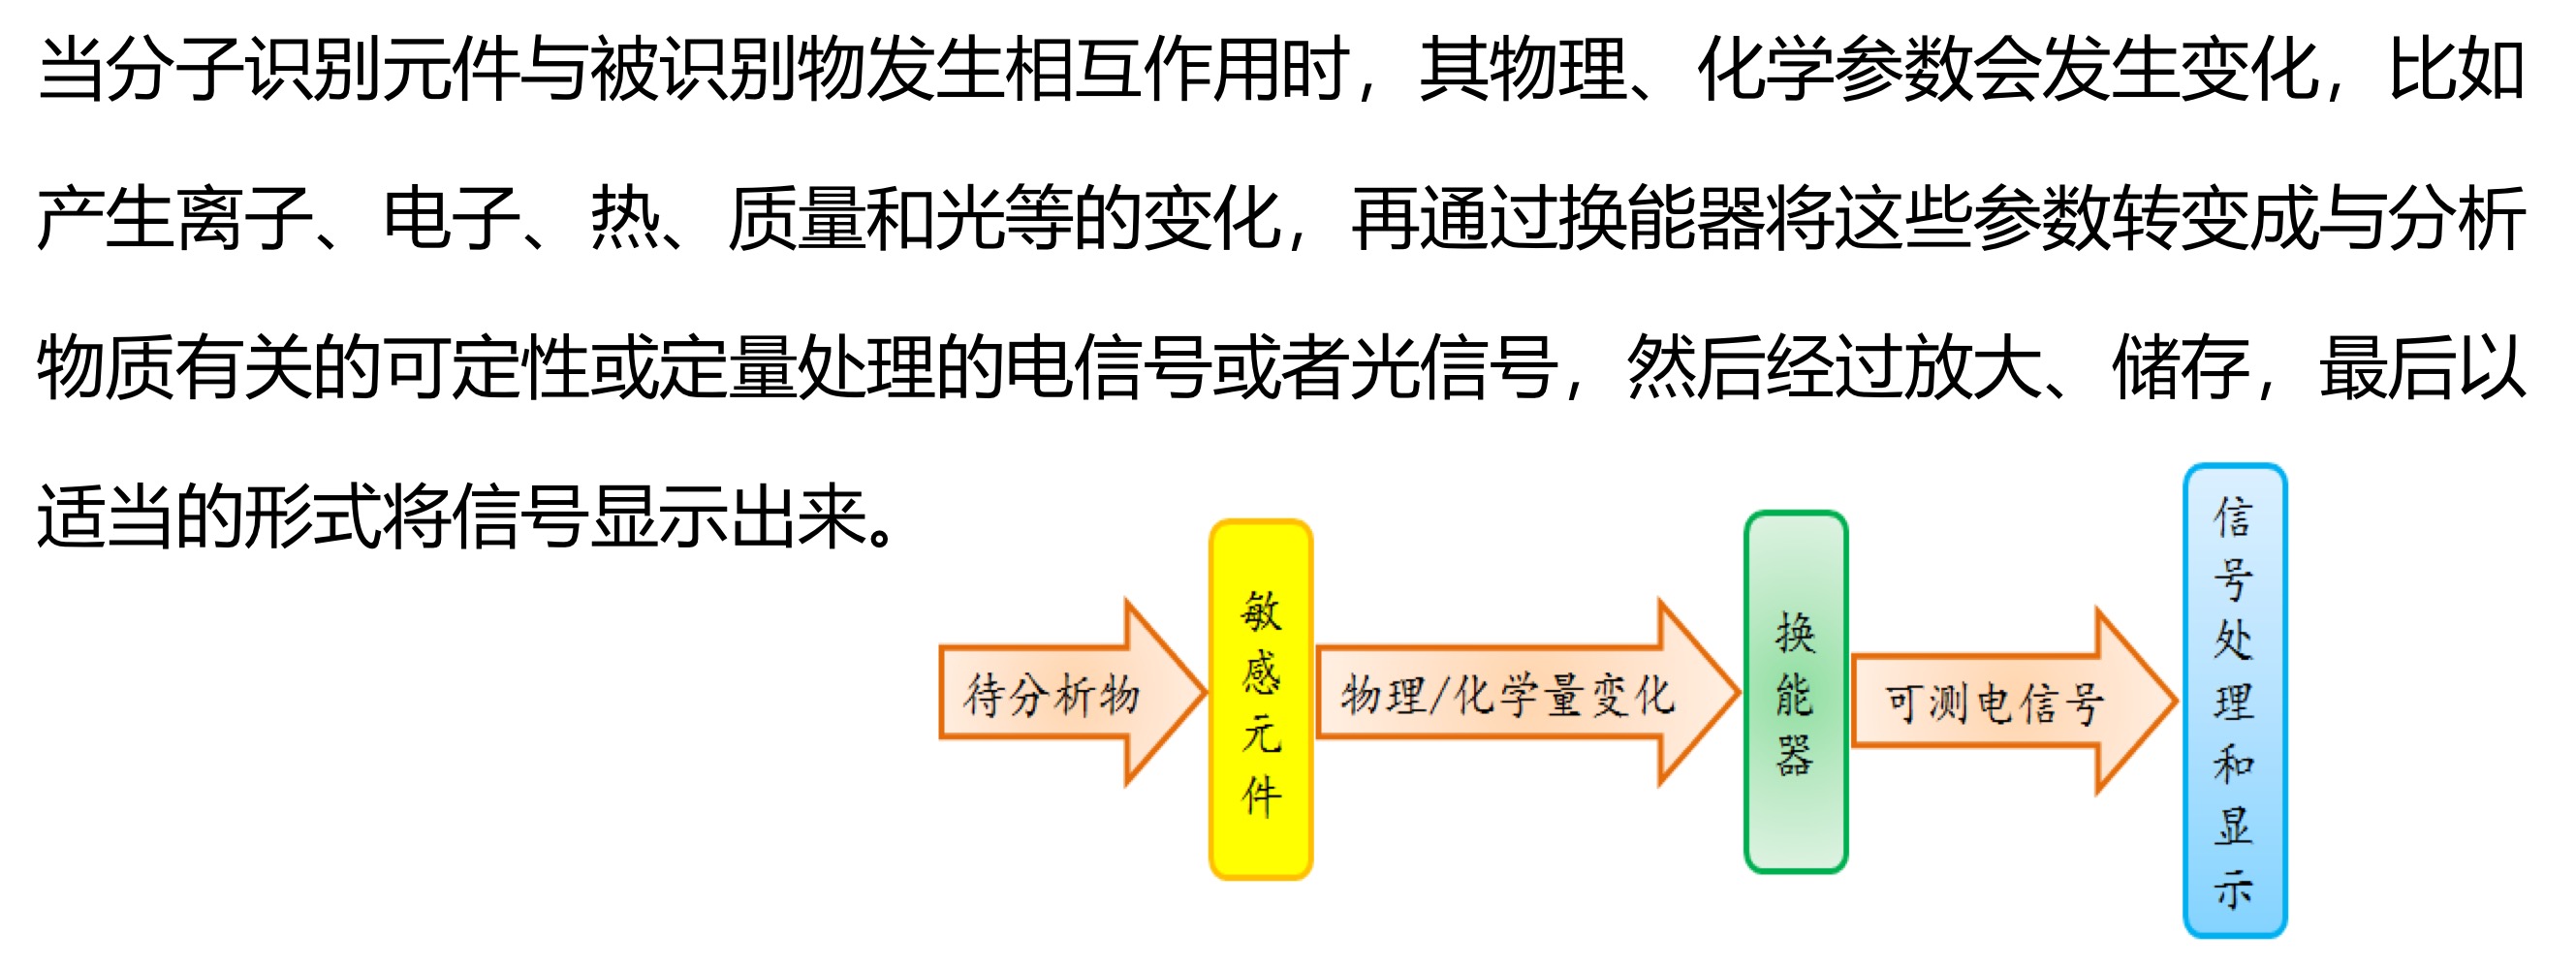 当分子识别元件与被识别物发生相互作用时，其物理、化学参数会发生变化，比如
产生离子、电子、热、质量和光等的变化，再通过换能器将这些参数转变成与分析
物质有关的可定性或定量处理的电信号或者光信号，然后经过放大、储存，最后以
适当的形式将信号显示出来。
待分析物
敏感元件
物理/化学量变化
换能器
可测电信号
信号处理和显示